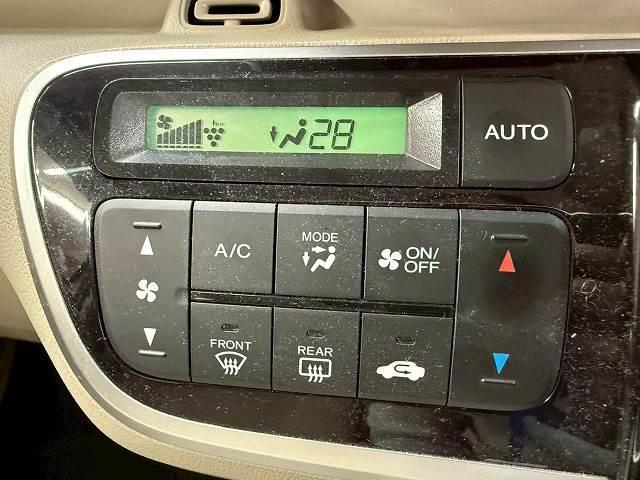 28
AUTO
A/C
MODE
ON/
OFF
FRONT
REAR